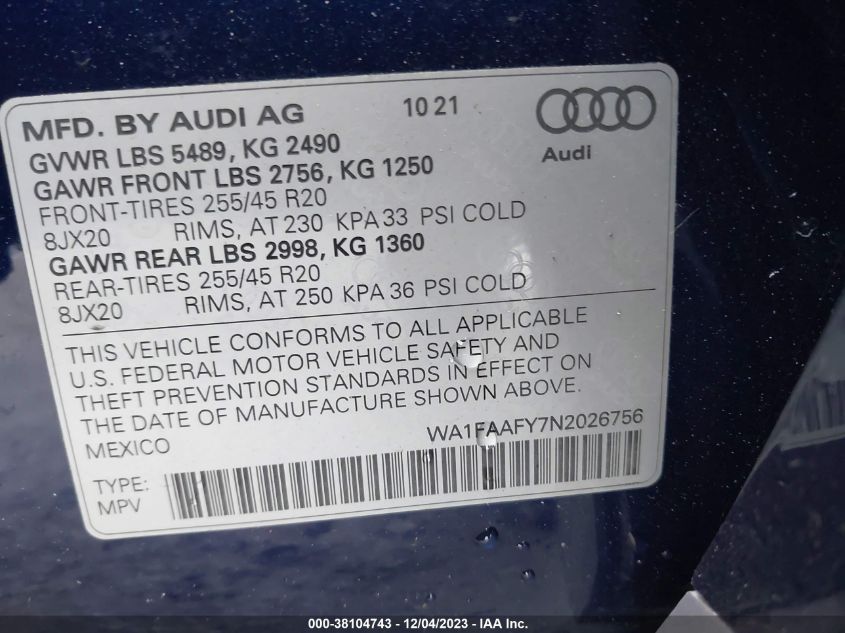 MFD. BY AUDI AG 10 21
GVWR LBS 5489, KG 2490
Audi
GAWR FRONT LBS 2756, KG 1250
FRONT-TIRES 255/45 R20
8JX20 RIMS, AT 230 KPA 33 PSI COLD
GAWR REAR LBS 2998, KG 1360
REAR-TIRES 255/45 R20
8JX20 RIMS, AT 250 KPA 36 PSI COLD
THIS VEHICLE CONFORMS TO ALL APPLICABLE
U.S. FEDERAL MOTOR VEHICLE SAFETY AND
THEFT PREVENTION STANDARDS IN EFFECT ON
THE DATE OF MANUFACTURE SHOWN ABOVE.
MEXICO WA1FAAFY7N2026756
TYPE:
MPV
000-38104743 - 12/04/2023 - IAA Inc.